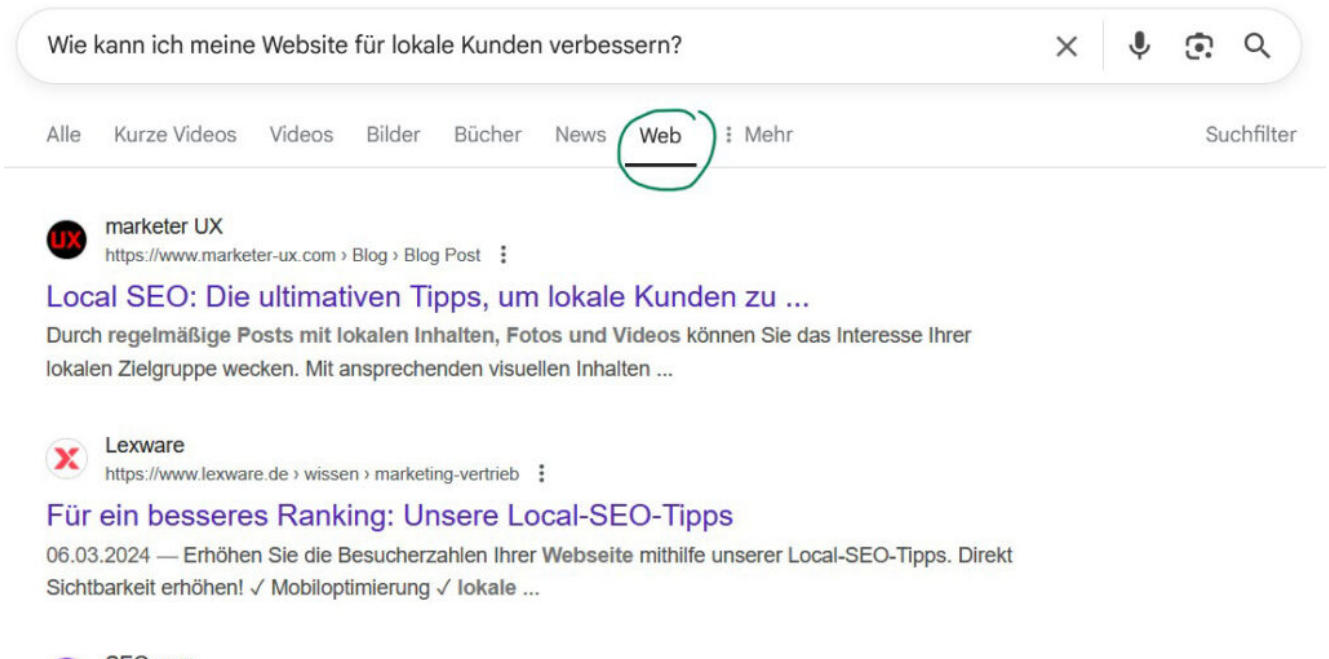 Wie kann ich meine Website für lokale Kunden verbessern?
Alle Kurze Videos Videos Bilder Bücher News Web Mehr Suchfilter
UX marketer UX
https://www.marketer-ux.com › Blog › Blog Post
Local SEO: Die ultimativen Tipps, um lokale Kunden zu ...
Durch regelmäßige Posts mit lokalen Inhalten, Fotos und Videos können Sie das Interesse Ihrer
lokalen Zielgruppe wecken. Mit ansprechenden visuellen Inhalten ...
Lexware
https://www.lexware.de › wissen › marketing-vertrieb
Für ein besseres Ranking: Unsere Local-SEO-Tipps
06.03.2024 — Erhöhen Sie die Besucherzahlen Ihrer Webseite mithilfe unserer Local-SEO-Tipps. Direkt
Sichtbarkeit erhöhen! ✓ Mobiloptimierung ✓ lokale ...